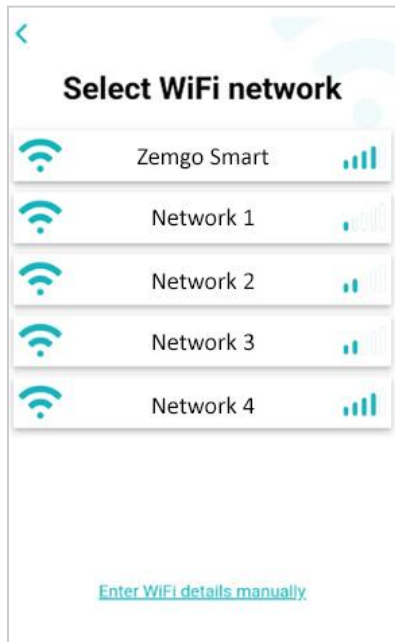 Select WiFi network
Zemgo Smart
Network 1
Network 2
Network 3
Network 4
Enter WiFi details manually